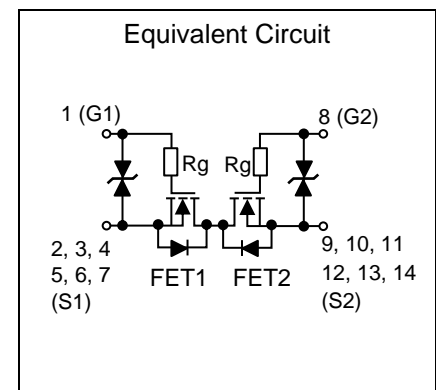 Equivalent Circuit
1 (G1)
8 (G2)
Rg
Rg
2, 3, 4
5, 6, 7
(S1)
FET1
FET2
9, 10, 11
12, 13, 14
(S2)